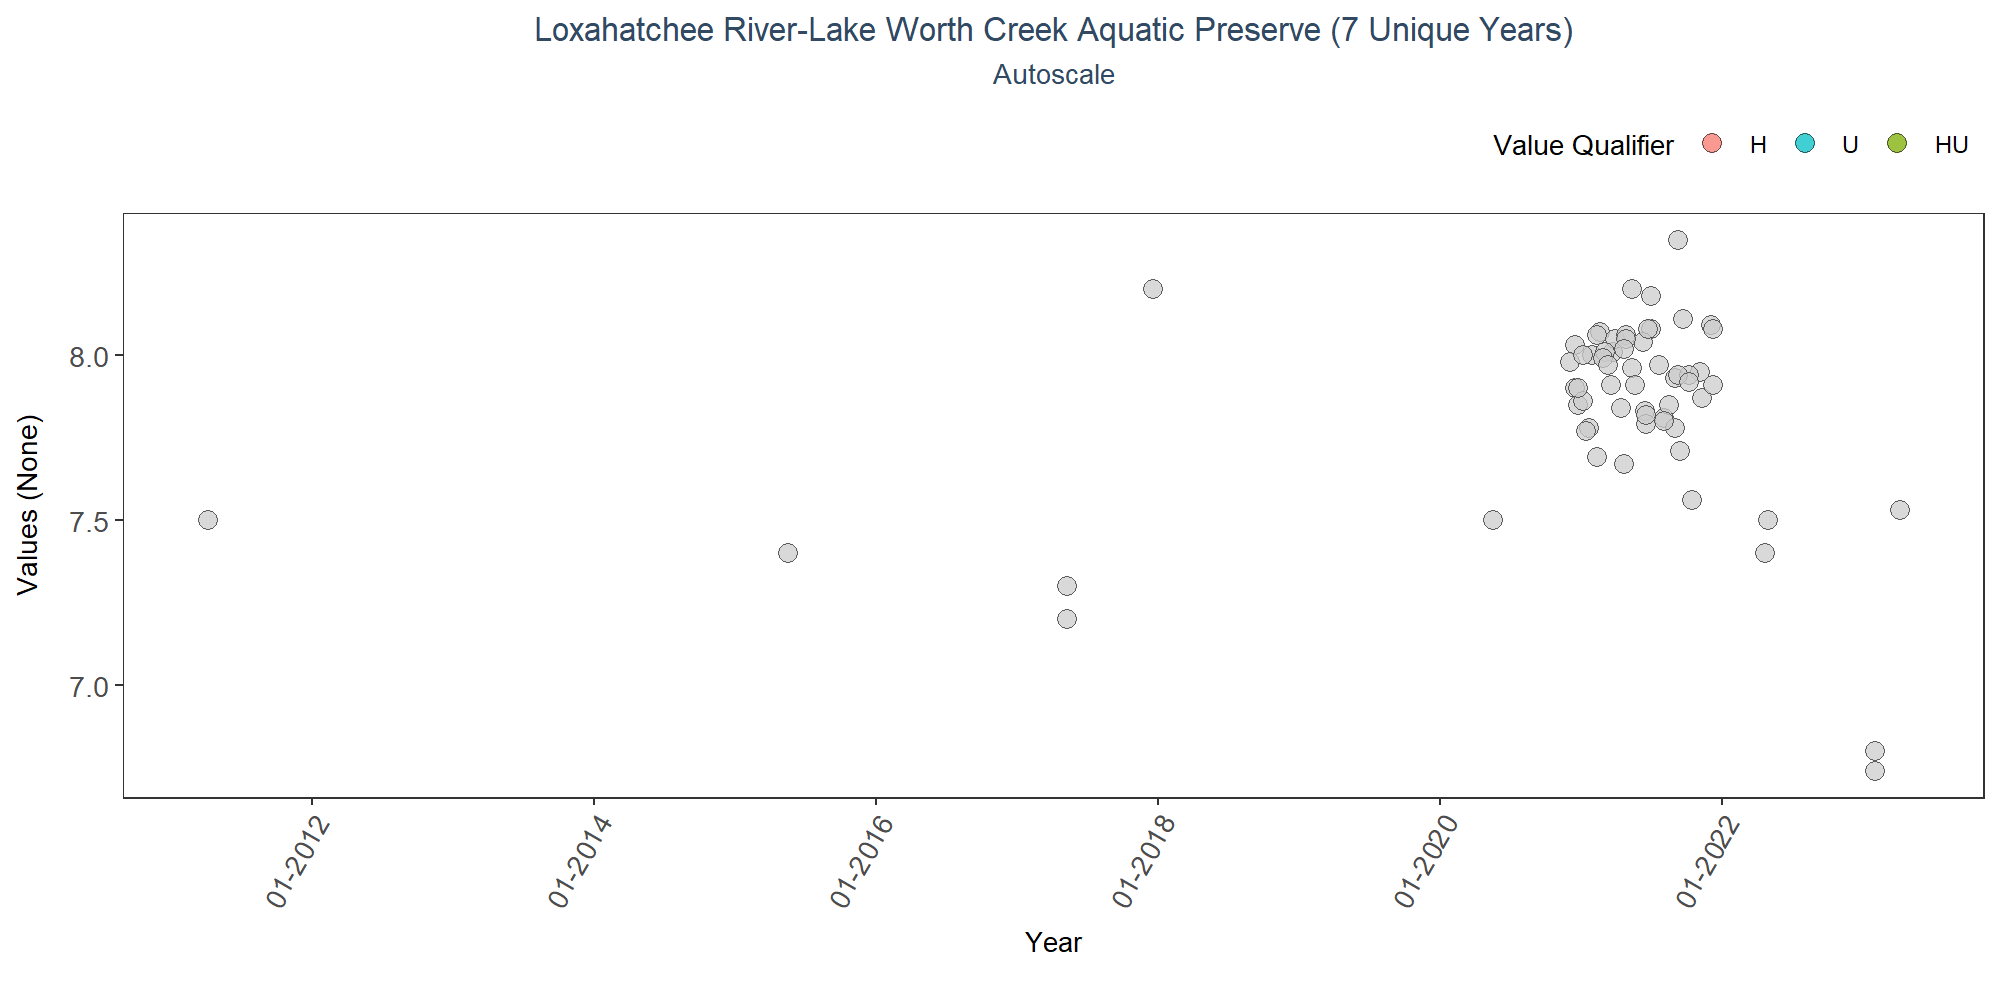 Loxahatchee River-Lake Worth Creek Aquatic Preserve (7 Unique Years)
Autoscale
Value Qualifier H U HU
8.0
7.5
7.0
Values (None)
01-2012 01-2014 01-2016 01-2018 01-2020 01-2022
Year